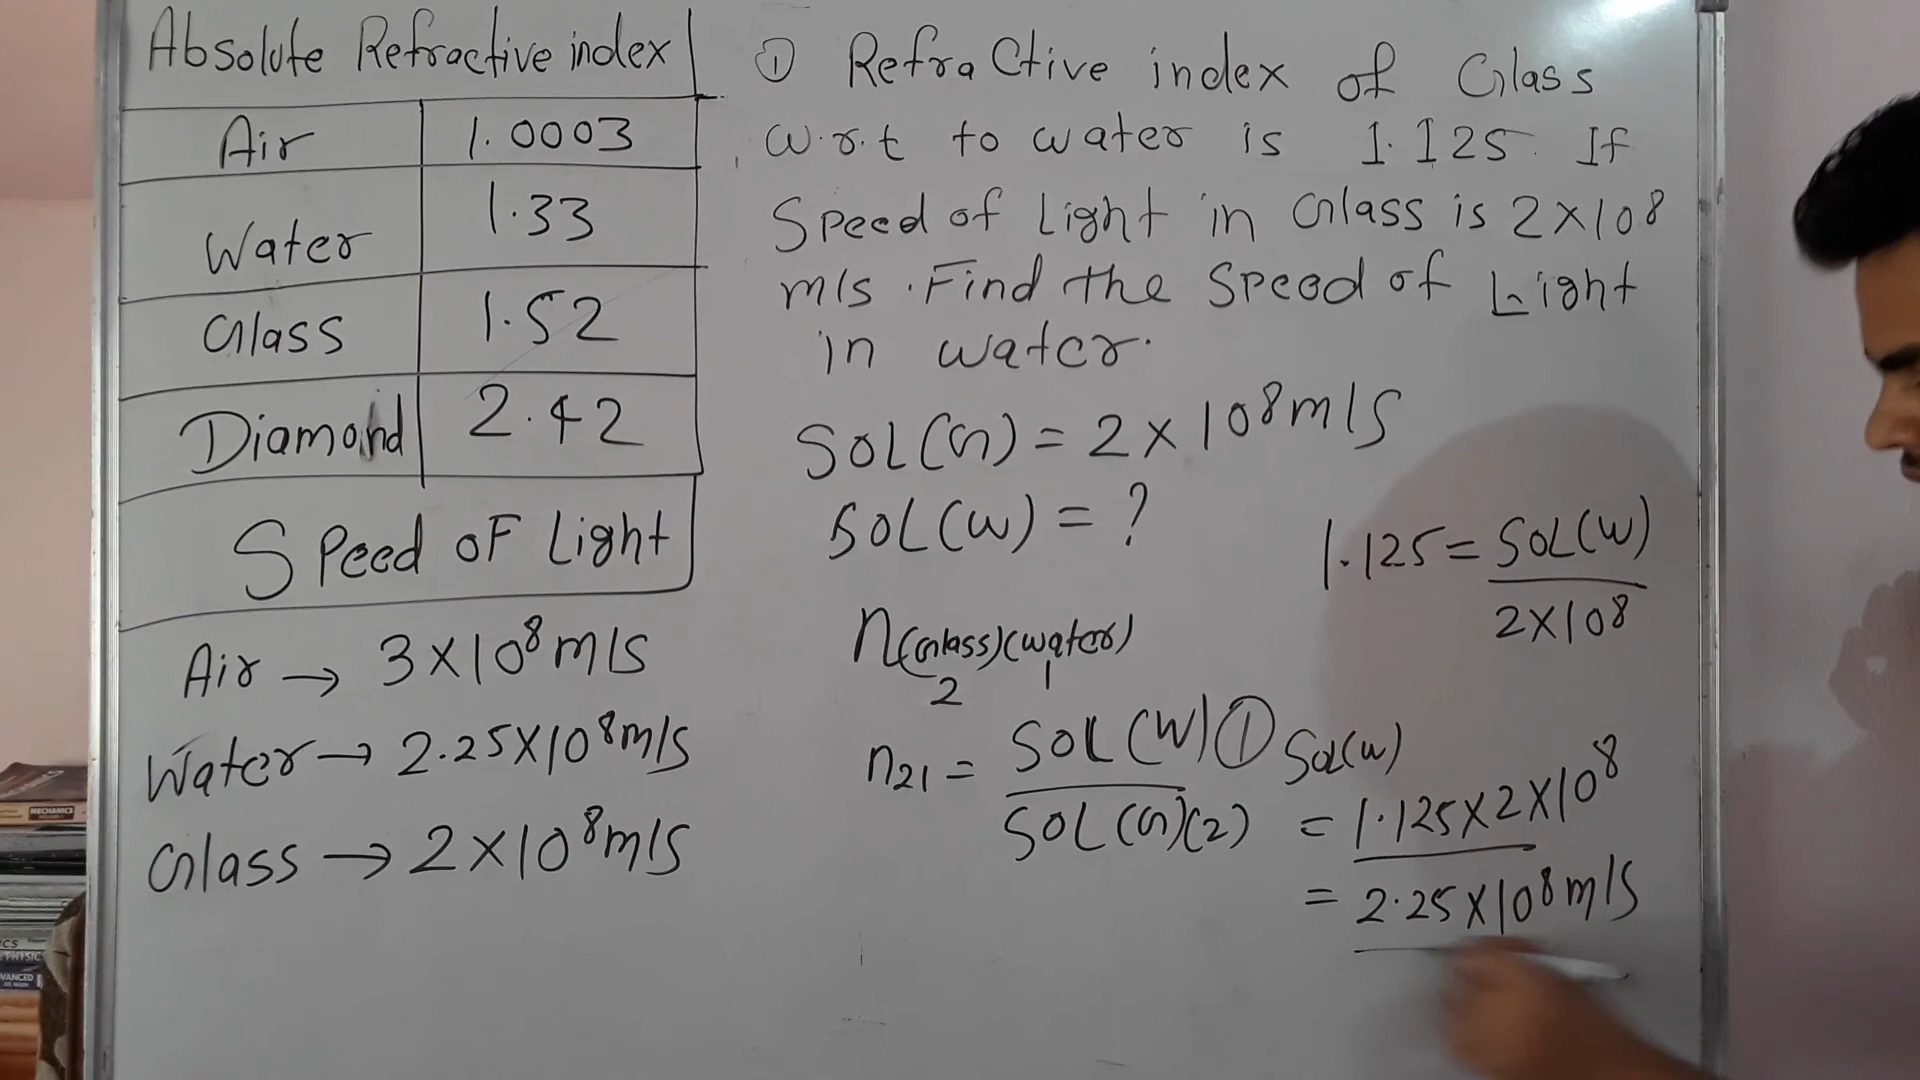 Absolute Refractive index
Air 1.0003
Water 1.33
Glass 1.52
Diamond 2.42
Speed of Light
Air → 3×10⁸ m/s
Water → 2.25×10⁸ m/s
Glass → 2×10⁸ m/s
① Refractive index of Glass
w.r.t to water is 1.125. If
Speed of Light in Glass is 2×10⁸
m/s. Find the Speed of Light
in water.
SOL(G) = 2×10⁸ m/s
SOL(W) = ?
n(Glass)(water)
2 1
n₂₁ = SOL(W)①
SOL(G)(2)
1.125 = SOL(W)
2×10⁸
SOL(W)
= 1.125×2×10⁸
= 2.25×10⁸ m/s
MECHANICS